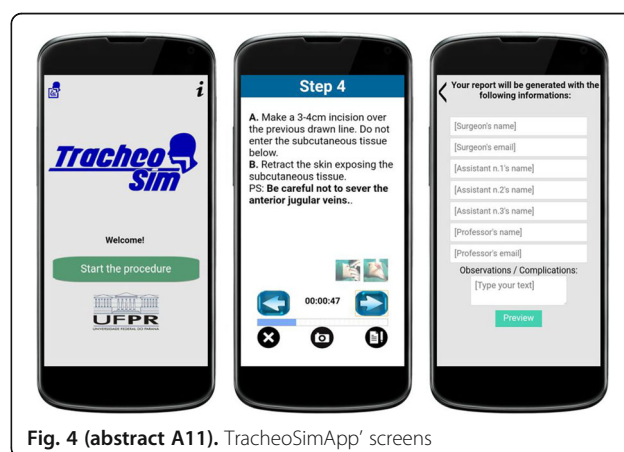 Tracheo
Sim
Welcome!
Start the procedure
UFPR
UNIVERSIDADE FEDERAL DO PARANÁ
Step 4
A. Make a 3-4cm incision over
the previous drawn line. Do not
enter the subcutaneous tissue
below.
B. Retract the skin exposing the
subcutaneous tissue.
PS: Be careful not to sever the
anterior jugular veins..
00:00:47
Your report will be generated with the
following informations:
[Surgeon's name]
[Surgeon's email]
[Assistant n.1's name]
[Assistant n.2's name]
[Assistant n.3's name]
[Professor's name]
[Professor's email]
Observations / Complications:
[Type your text]
Preview
Fig. 4 (abstract A11). TracheoSimApp’ screens